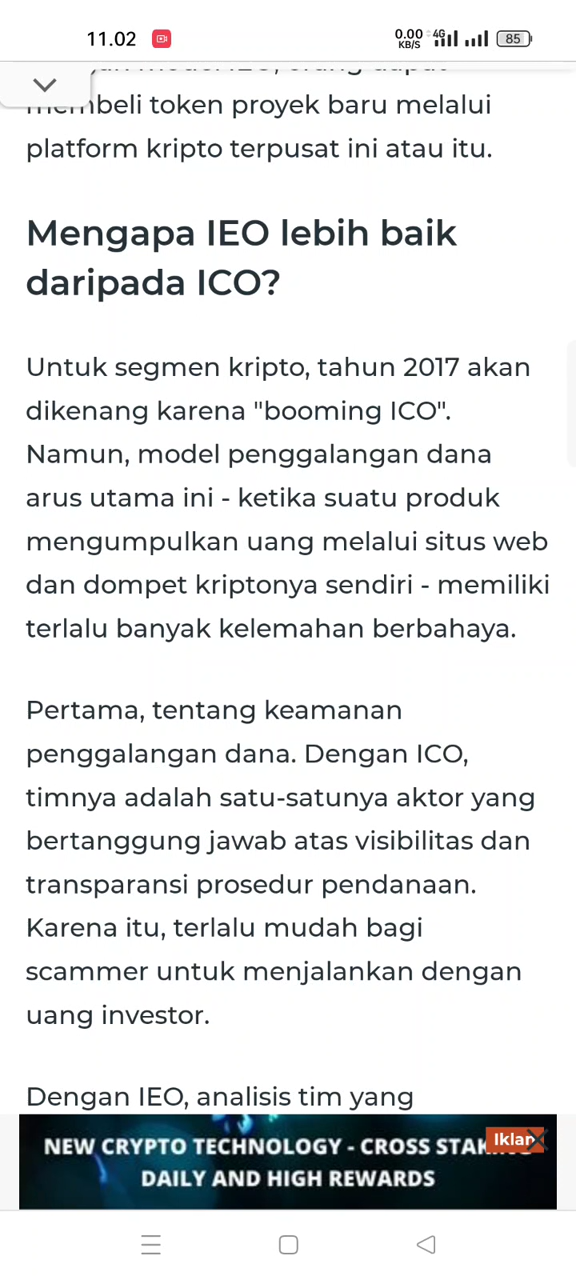 11.02
0.00 KB/S 4G 85
membeli token proyek baru melalui
platform kripto terpusat ini atau itu.
Mengapa IEO lebih baik
daripada ICO?
Untuk segmen kripto, tahun 2017 akan
dikenang karena "booming ICO".
Namun, model penggalangan dana
arus utama ini - ketika suatu produk
mengumpulkan uang melalui situs web
dan dompet kriptonya sendiri - memiliki
terlalu banyak kelemahan berbahaya.
Pertama, tentang keamanan
penggalangan dana. Dengan ICO,
timnya adalah satu-satunya aktor yang
bertanggung jawab atas visibilitas dan
transparansi prosedur pendanaan.
Karena itu, terlalu mudah bagi
scammer untuk menjalankan dengan
uang investor.
Dengan IEO, analisis tim yang
Iklan
NEW CRYPTO TECHNOLOGY - CROSS
DAILY AND HIGH REWARDS